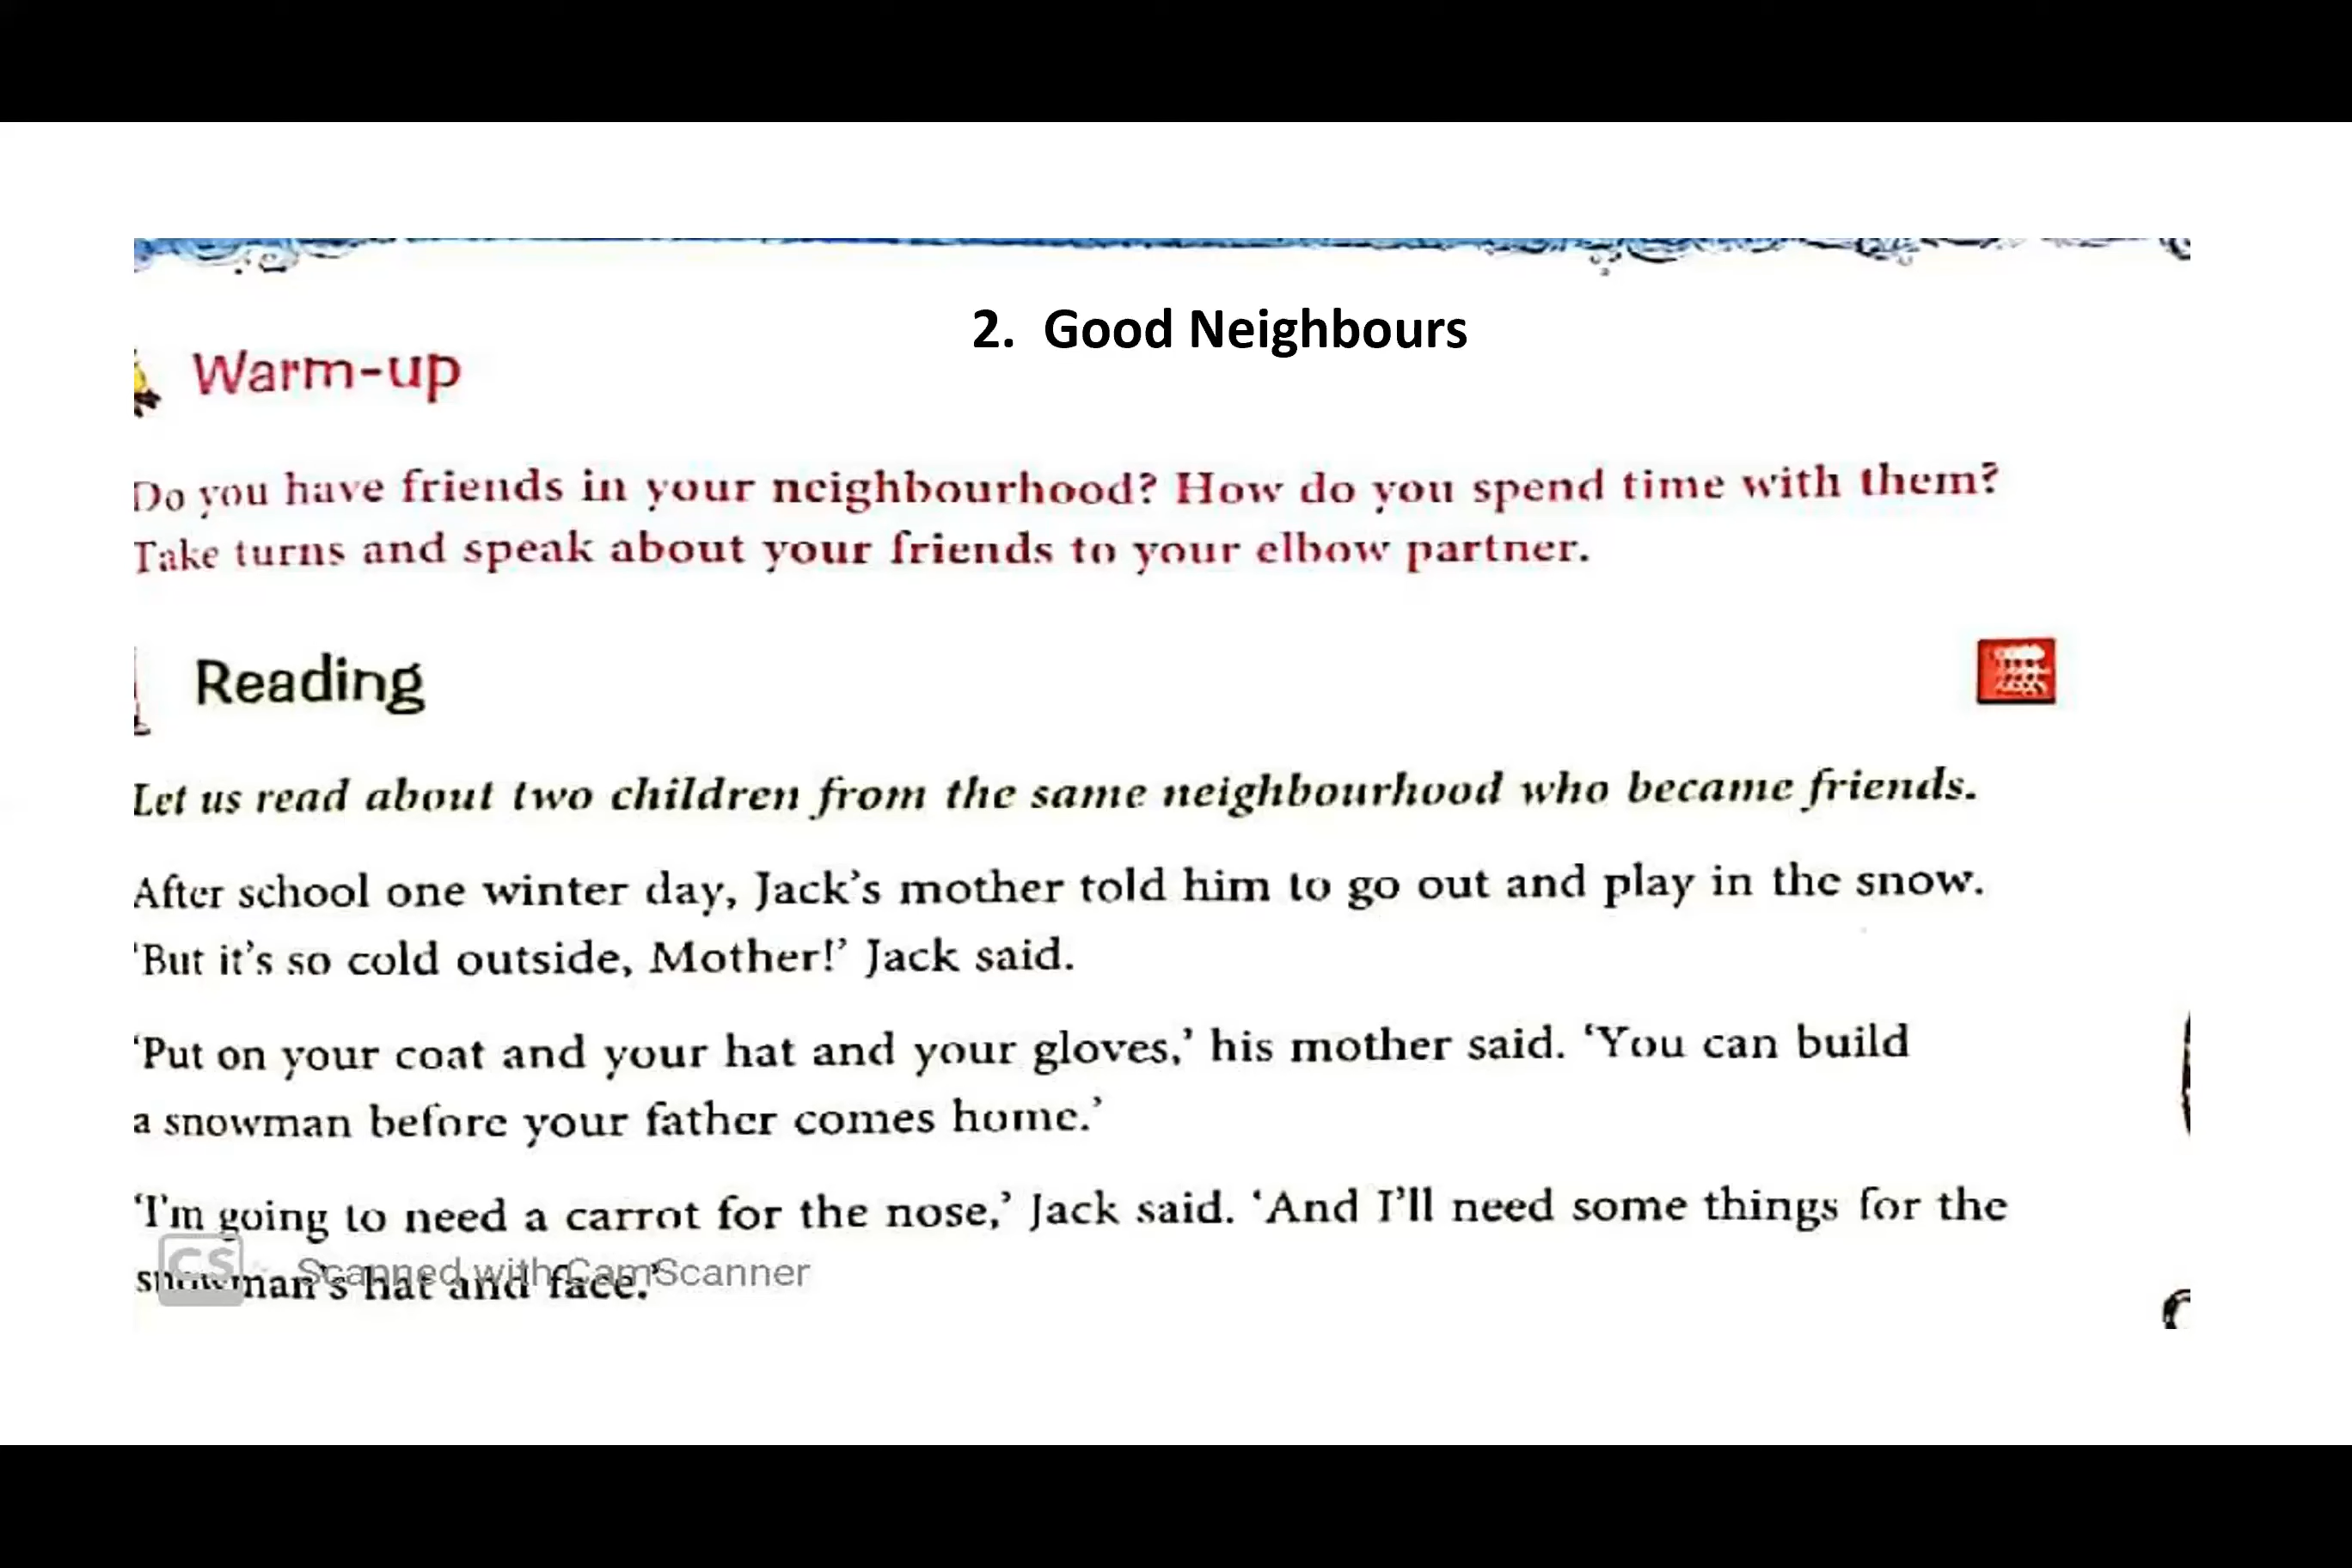 2. Good Neighbours
Warm-up
Do you have friends in your neighbourhood? How do you spend time with them?
Take turns and speak about your friends to your elbow partner.
Reading
Let us read about two children from the same neighbourhood who became friends.
After school one winter day, Jack's mother told him to go out and play in the snow.
'But it's so cold outside, Mother!' Jack said.
'Put on your coat and your hat and your gloves,' his mother said. 'You can build
a snowman before your father comes home.'
'I'm going to need a carrot for the nose,' Jack said. 'And I'll need some things for the
snowman's hat and face.'
CS Scanned with CamScanner